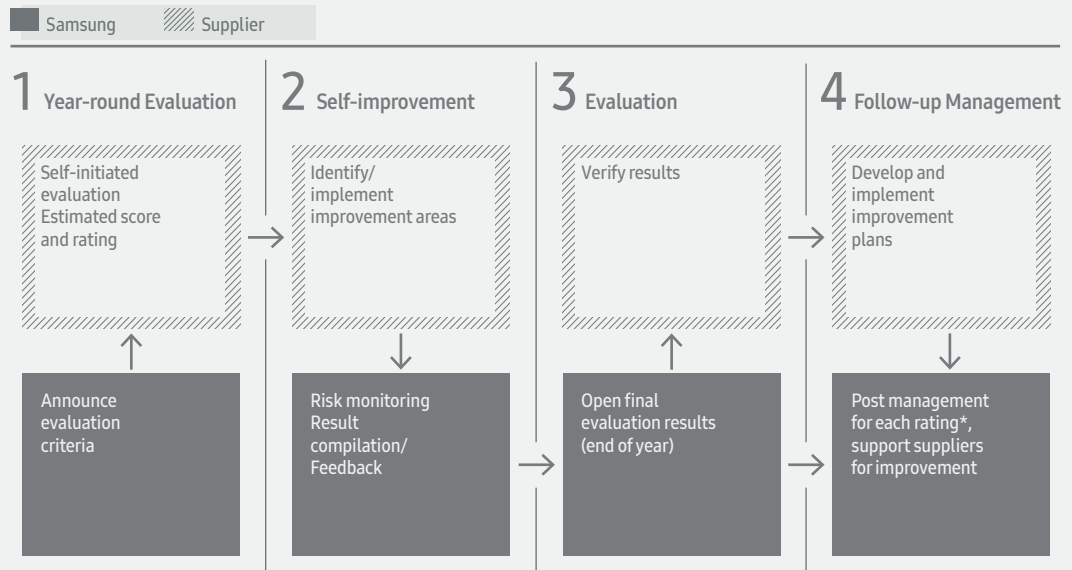 Samsung
Supplier
1 Year-round Evaluation
Self-initiated
evaluation
Estimated score
and rating
Announce
evaluation
criteria
2 Self-improvement
Identify/
implement
improvement areas
Risk monitoring
Result
compilation/
Feedback
3 Evaluation
Verify results
Open final
evaluation results
(end of year)
4 Follow-up Management
Develop and
implement
improvement
plans
Post management
for each rating*,
support suppliers
for improvement